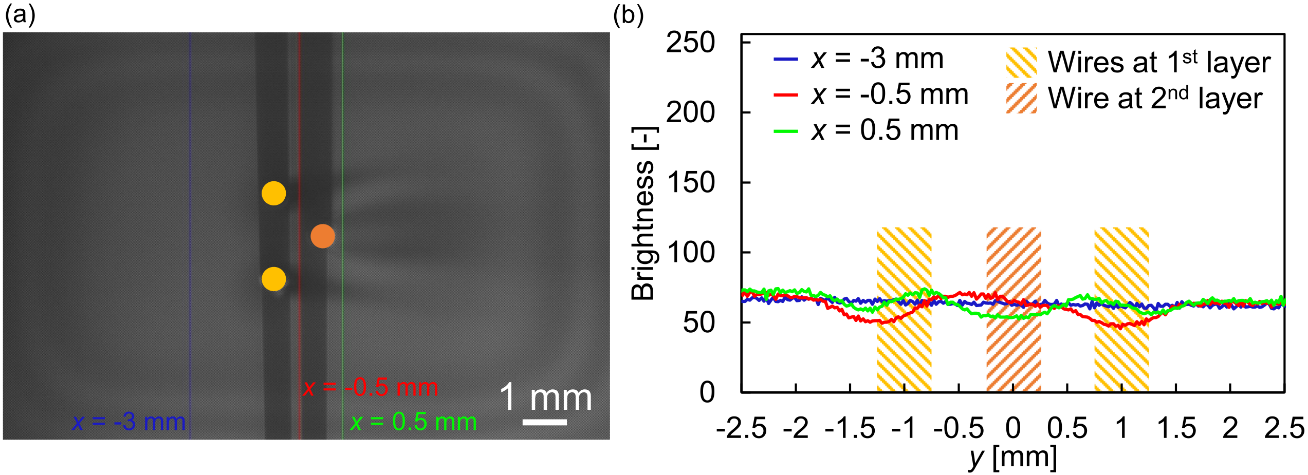 (a)
x = -0.5 mm
x = -3 mm
x = 0.5 mm
1 mm
(b)
Brightness [-]
250
200
150
100
50
0
x = -3 mm
x = -0.5 mm
x = 0.5 mm
Wires at 1st layer
Wire at 2nd layer
-2.5 -2 -1.5 -1 -0.5 0 0.5 1 1.5 2 2.5
y [mm]